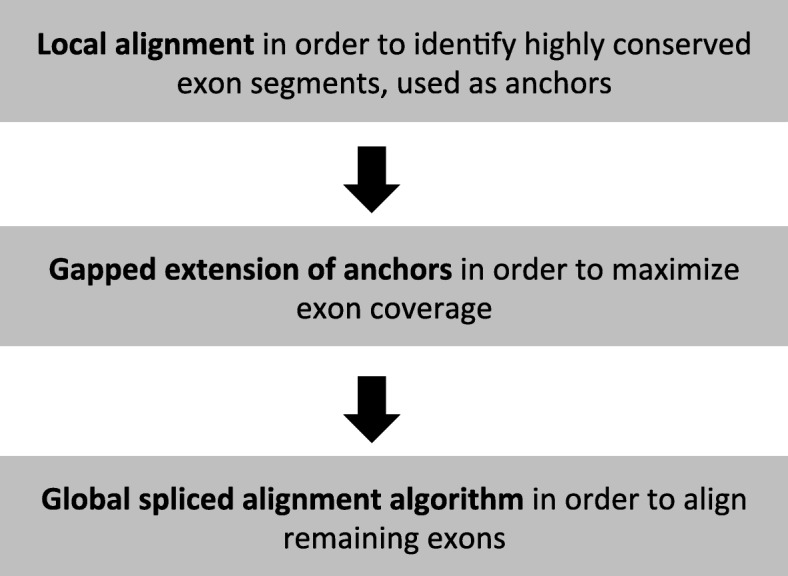 Local alignment in order to identify highly conserved
exon segments, used as anchors
Gapped extension of anchors in order to maximize
exon coverage
Global spliced alignment algorithm in order to align
remaining exons